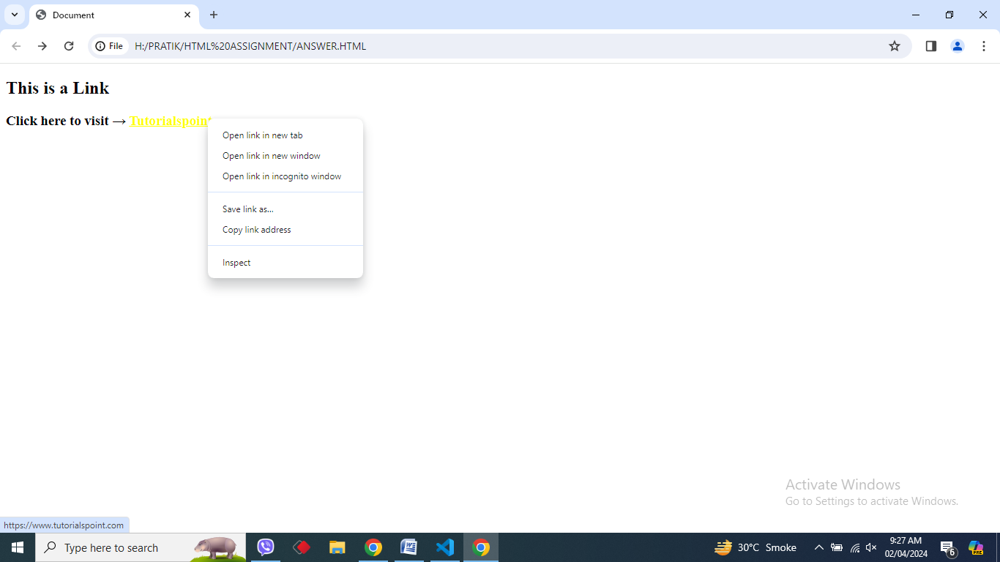 Document
File
H:/PRATIK/HTML%20ASSIGNMENT/ANSWER.HTML
This is a Link
Click here to visit → Tutorialspoint
Open link in new tab
Open link in new window
Open link in incognito window
Save link as...
Copy link address
Inspect
Activate Windows
Go to Settings to activate Windows.
https://www.tutorialspoint.com
Type here to search
30°C Smoke
9:27 AM
02/04/2024
6
PRE